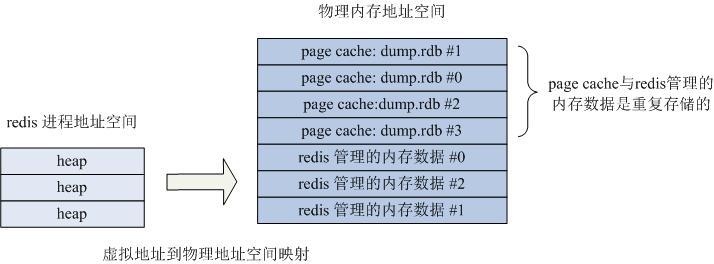 物理内存地址空间
page cache: dump.rdb #1
page cache: dump.rdb #0
page cache:dump.rdb #2
page cache: dump.rdb #3
redis 管理的内存数据 #0
redis 管理的内存数据 #2
redis 管理的内存数据 #1
page cache与redis管理的
内存数据是重复存储的
redis 进程地址空间
heap
heap
heap
虚拟地址到物理地址空间映射